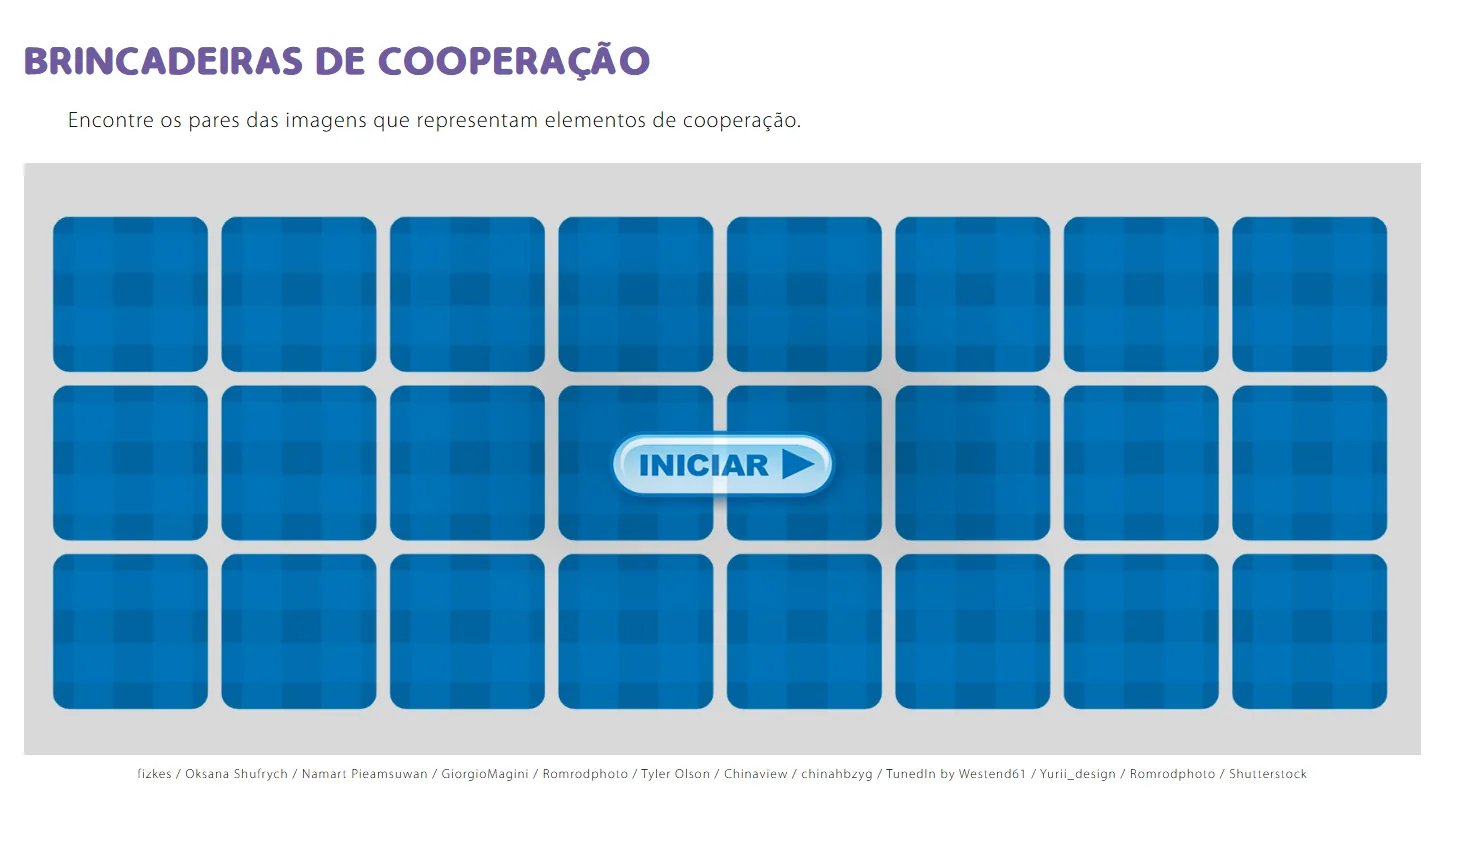 BRINCADEIRAS DE COOPERAÇÃO
Encontre os pares das imagens que representam elementos de cooperação.
INICIAR
fizkes / Oksana Shufrych / Namart Pieamsuwan / GiorgioMagini / Romrodphoto / Tyler Olson / Chinaview / chinahbzyg / TunedIn by Westend61 / Yurii_design / Romrodphoto / Shutterstock